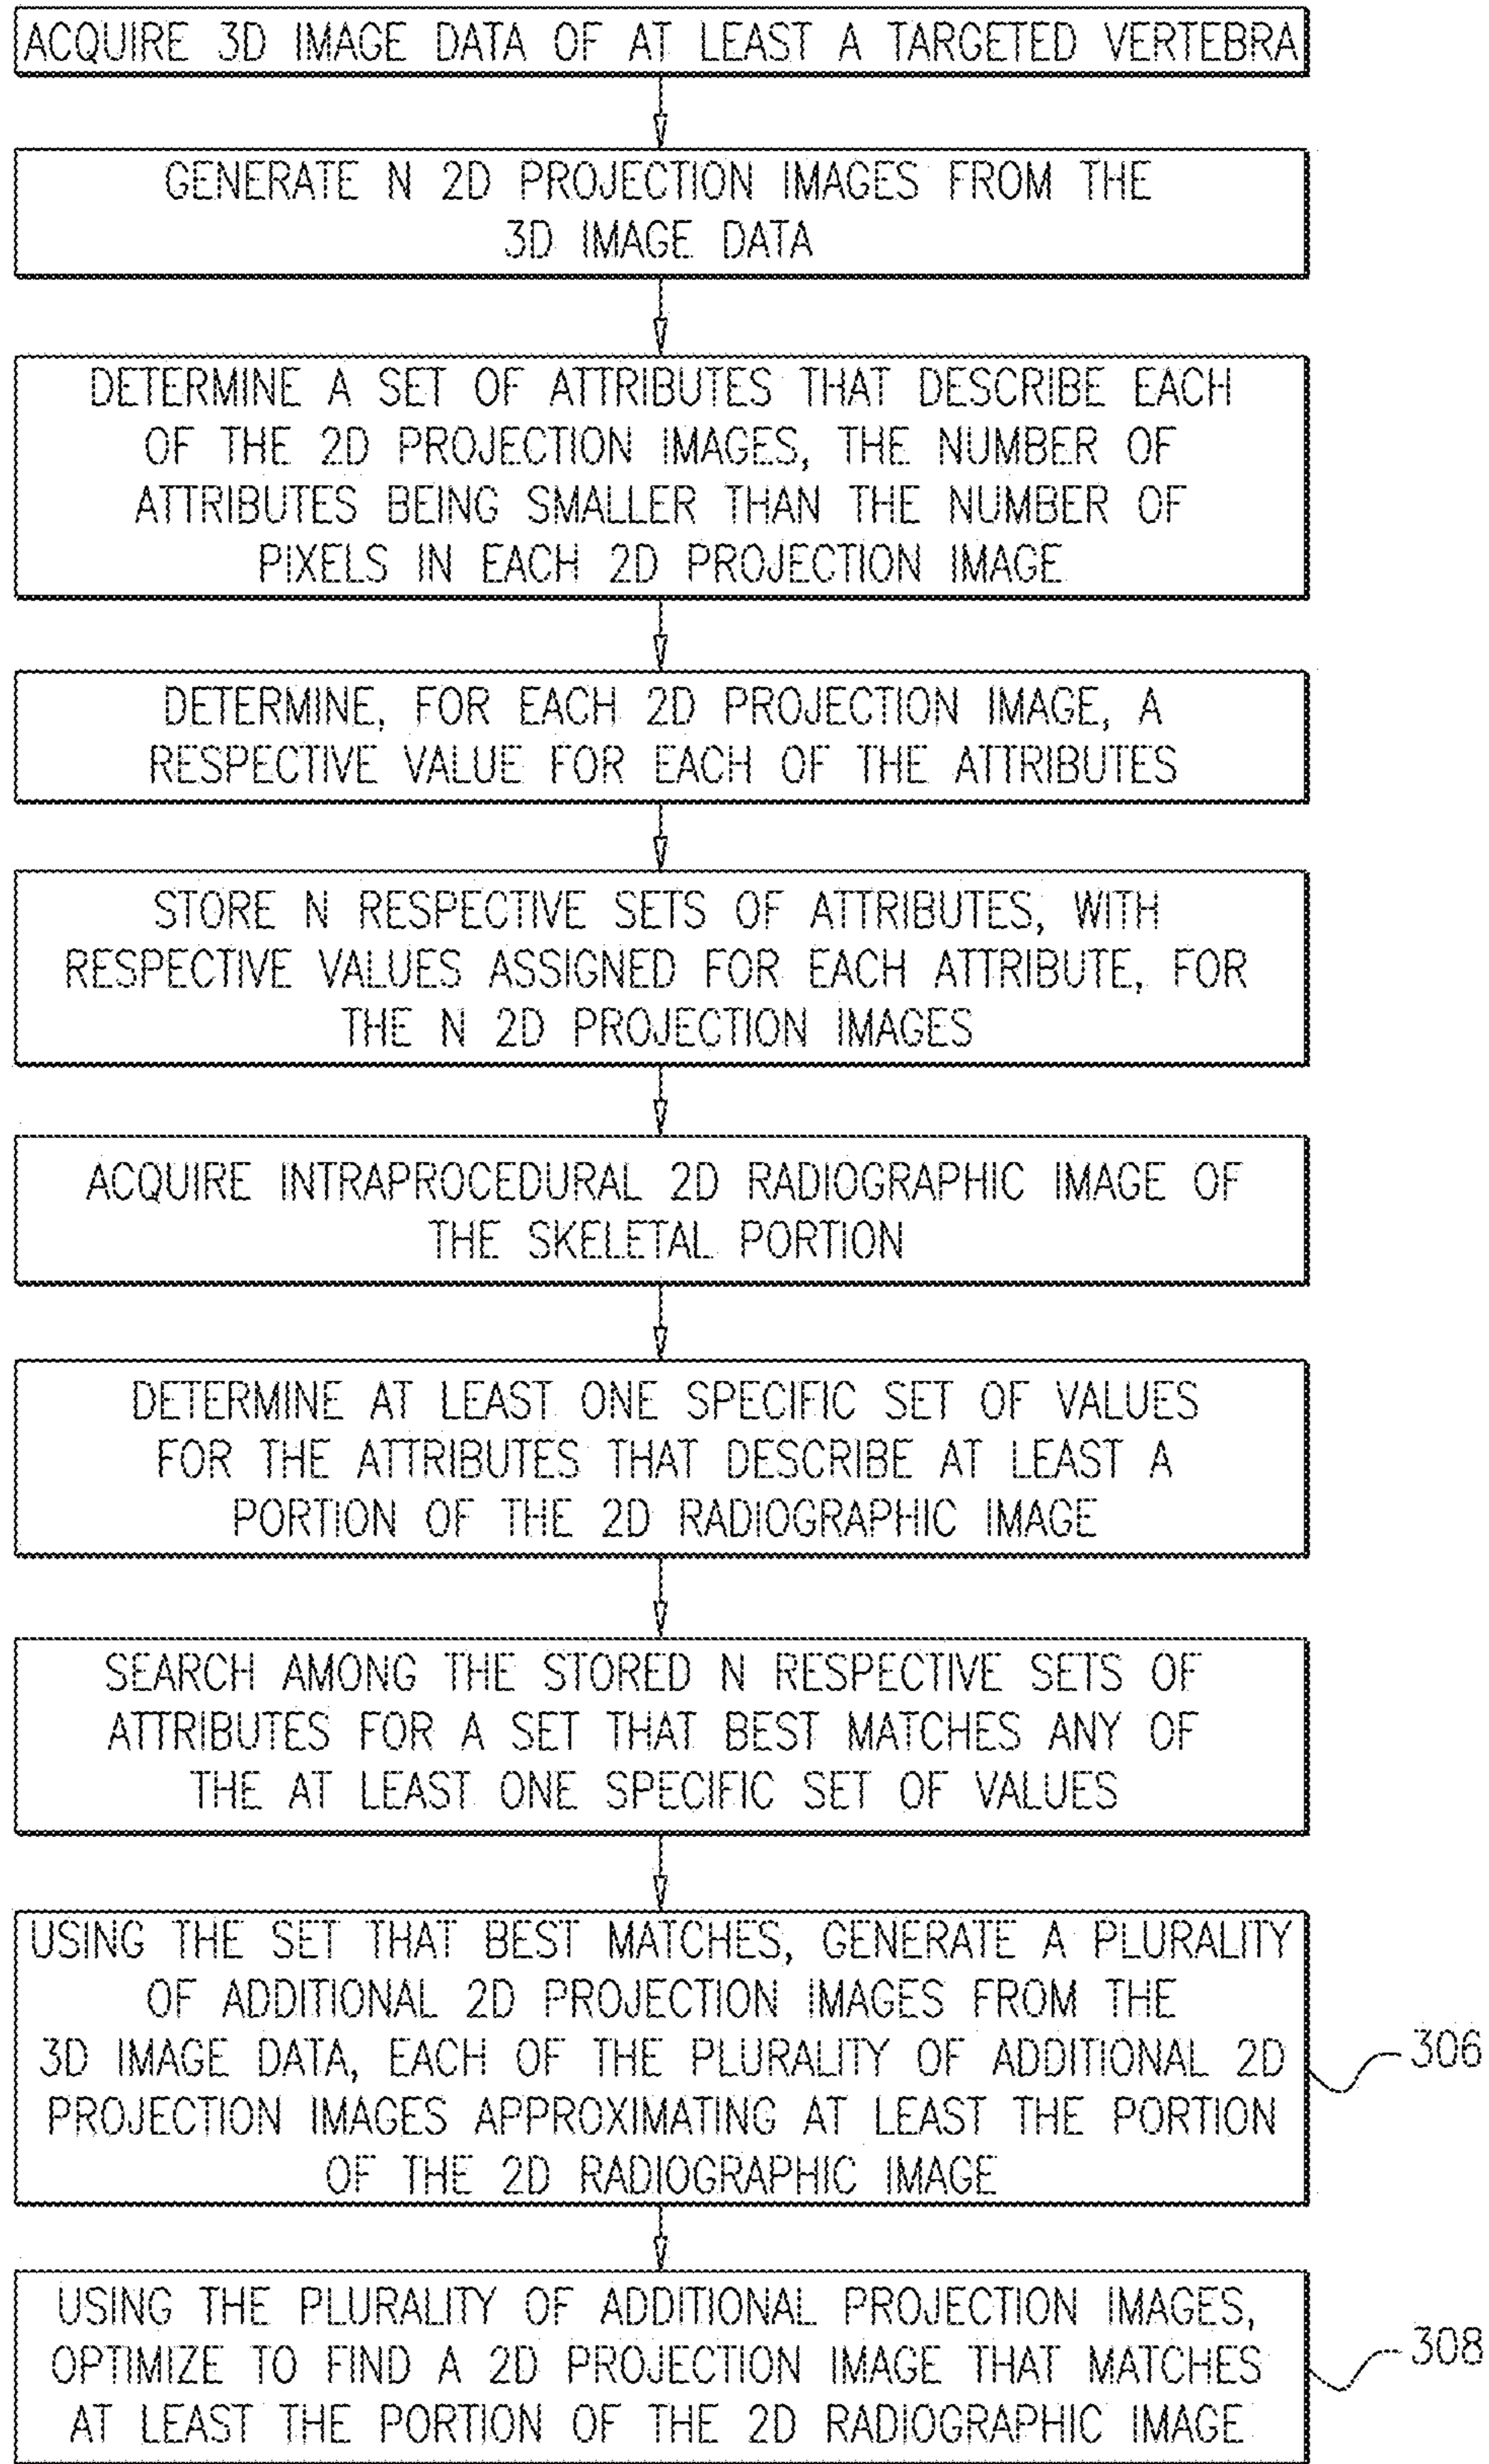 ACQUIRE 3D IMAGE DATA OF AT LEAST A TARGETED VERTEBRA
GENERATE N 2D PROJECTION IMAGES FROM THE
3D IMAGE DATA
DETERMINE A SET OF ATTRIBUTES THAT DESCRIBE EACH
OF THE 2D PROJECTION IMAGES, THE NUMBER OF
ATTRIBUTES BEING SMALLER THAN THE NUMBER OF
PIXELS IN EACH 2D PROJECTION IMAGE
DETERMINE, FOR EACH 2D PROJECTION IMAGE, A
RESPECTIVE VALUE FOR EACH OF THE ATTRIBUTES
STORE N RESPECTIVE SETS OF ATTRIBUTES, WITH
RESPECTIVE VALUES ASSIGNED FOR EACH ATTRIBUTE, FOR
THE N 2D PROJECTION IMAGES
ACQUIRE INTRAPROCEDURAL 2D RADIOGRAPHIC IMAGE OF
THE SKELETAL PORTION
DETERMINE AT LEAST ONE SPECIFIC SET OF VALUES
FOR THE ATTRIBUTES THAT DESCRIBE AT LEAST A
PORTION OF THE 2D RADIOGRAPHIC IMAGE
SEARCH AMONG THE STORED N RESPECTIVE SETS OF
ATTRIBUTES FOR A SET THAT BEST MATCHES ANY OF
THE AT LEAST ONE SPECIFIC SET OF VALUES
USING THE SET THAT BEST MATCHES, GENERATE A PLURALITY
OF ADDITIONAL 2D PROJECTION IMAGES FROM THE
3D IMAGE DATA, EACH OF THE PLURALITY OF ADDITIONAL 2D
PROJECTION IMAGES APPROXIMATING AT LEAST THE PORTION
OF THE 2D RADIOGRAPHIC IMAGE
306
USING THE PLURALITY OF ADDITIONAL PROJECTION IMAGES,
OPTIMIZE TO FIND A 2D PROJECTION IMAGE THAT MATCHES
AT LEAST THE PORTION OF THE 2D RADIOGRAPHIC IMAGE
308